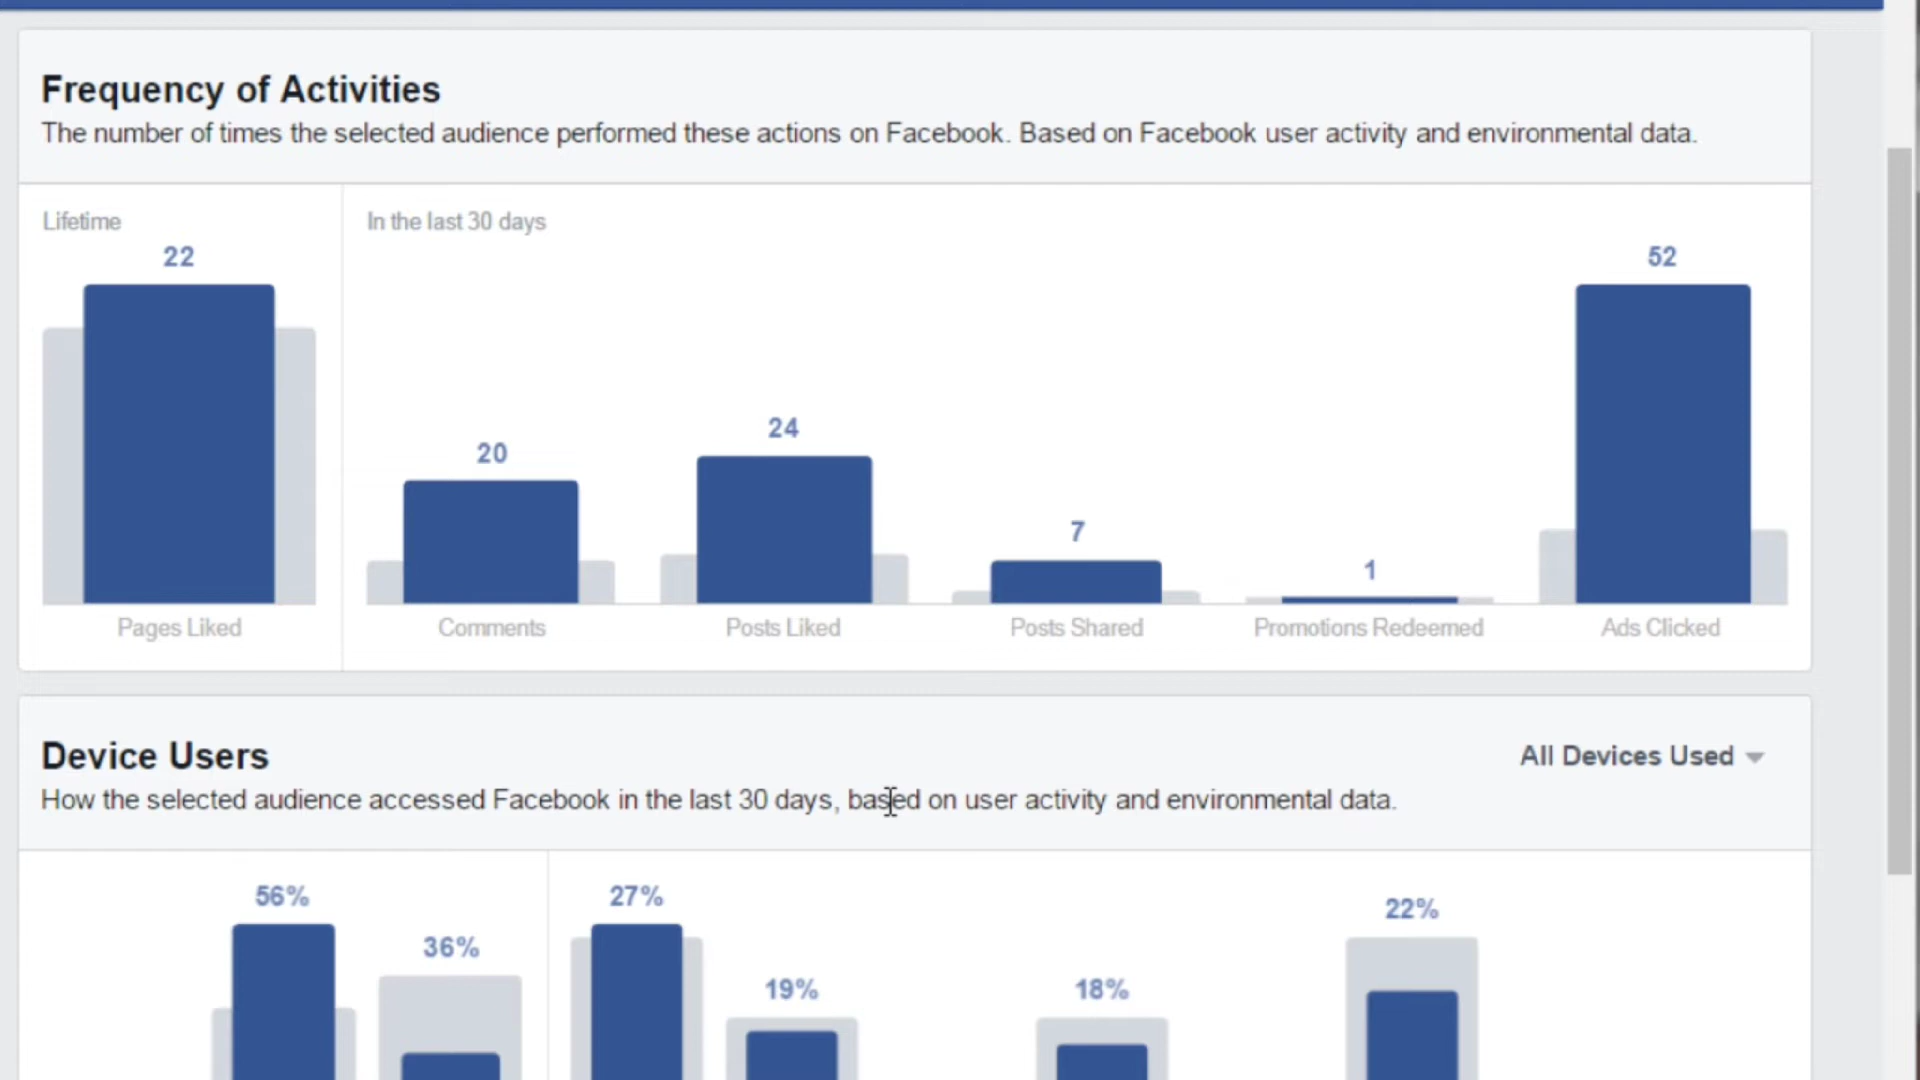 Frequency of Activities
The number of times the selected audience performed these actions on Facebook. Based on Facebook user activity and environmental data.
Lifetime
In the last 30 days
22
52
24
20
7
1
Pages Liked
Comments
Posts Liked
Posts Shared
Promotions Redeemed
Ads Clicked
Device Users
All Devices Used
How the selected audience accessed Facebook in the last 30 days, based on user activity and environmental data.
56%
27%
22%
36%
19%
18%